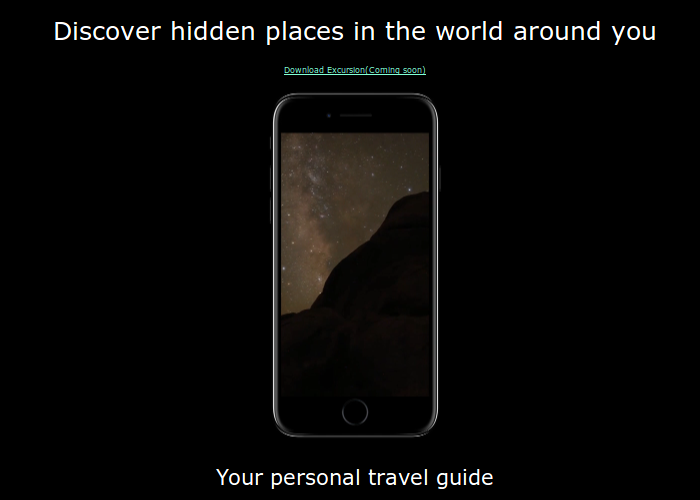 Discover hidden places in the world around you
Download Excursion(Coming soon)
Your personal travel guide